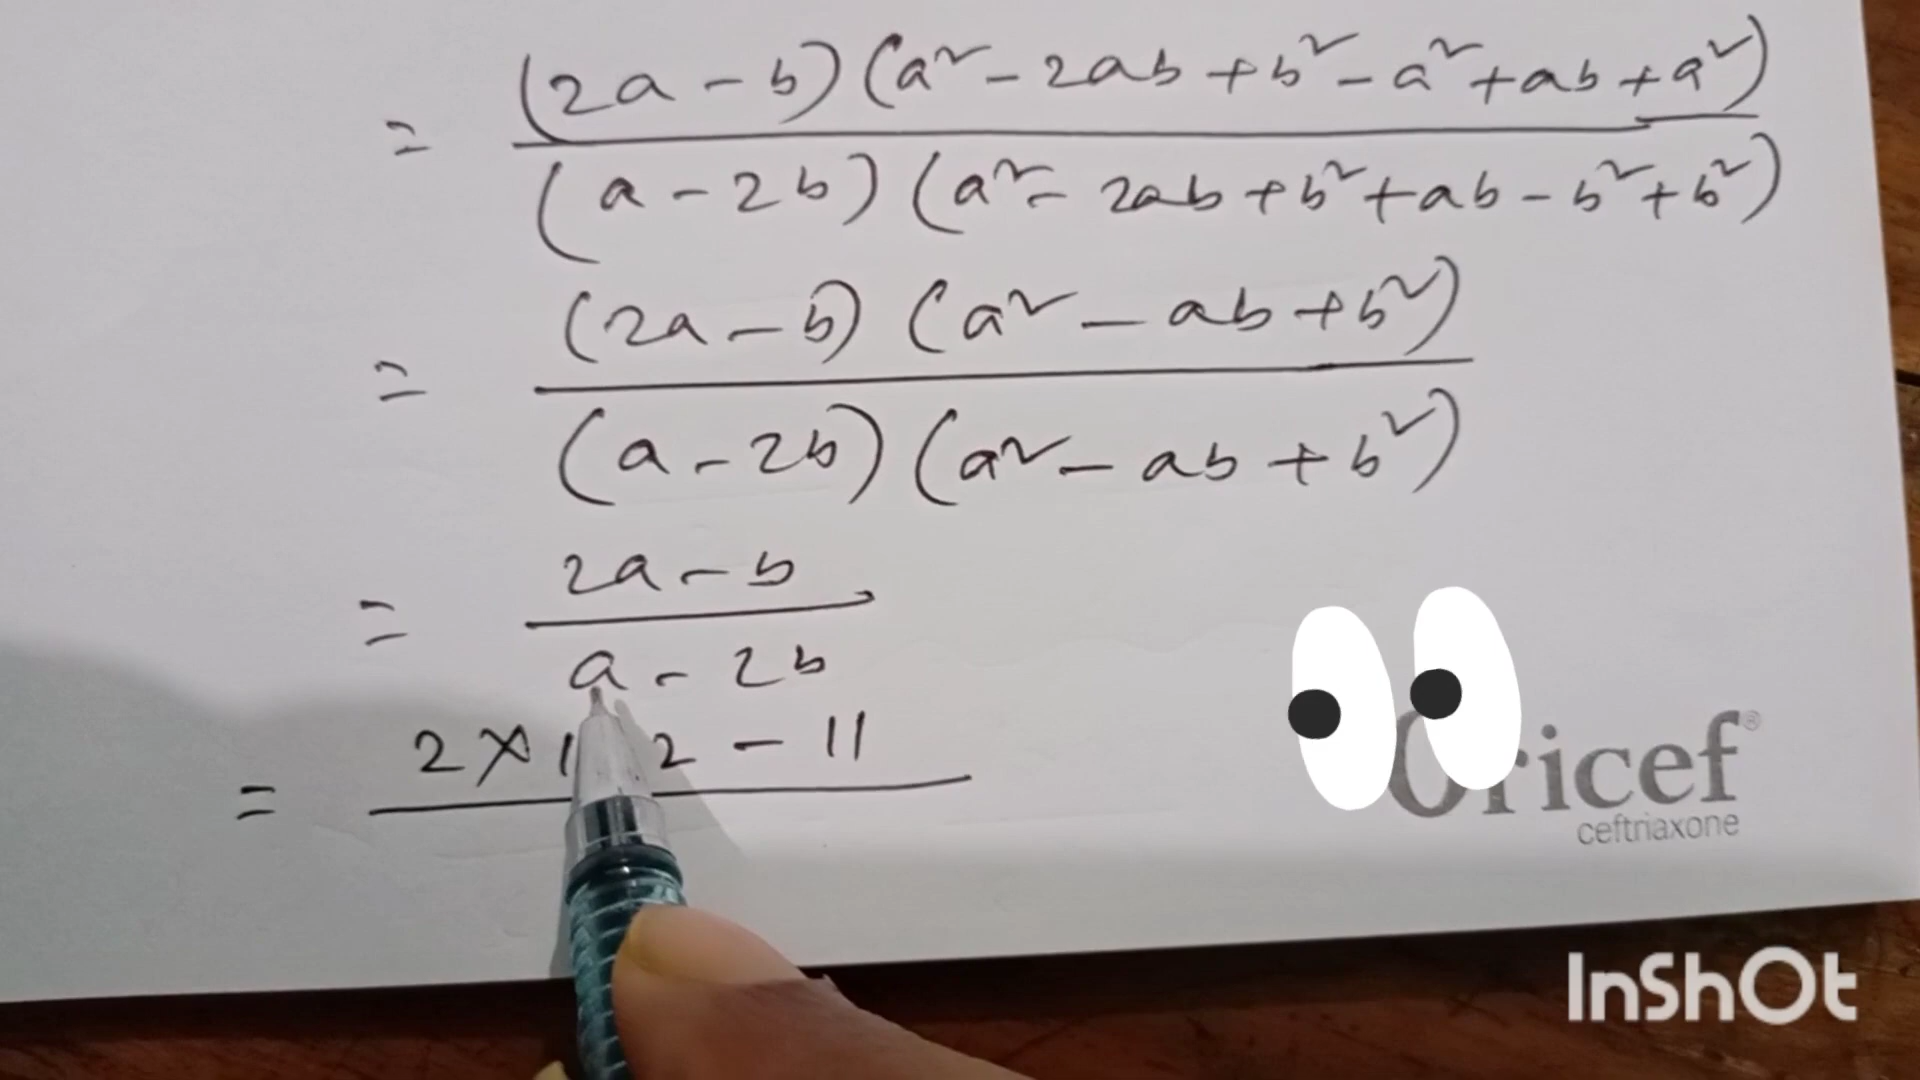 = (2a - b)(a² - 2ab + b² - a² + ab + a²)
(a - 2b)(a² - 2ab + b² + ab - b² + b²)
= (2a - b)(a² - ab + b²)
(a - 2b)(a² - ab + b²)
= 2a - b
a - 2b
= 2 × 1 2 - 11
Oricef®
ceftriaxone
InShOt